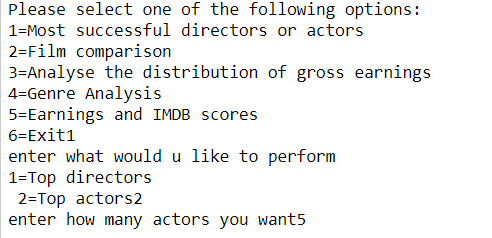 Please select one of the following options:
1=Most successful directors or actors
2=Film comparison
3=Analyse the distribution of gross earnings
4=Genre Analysis
5=Earnings and IMDB scores
6=Exit1
enter what would u like to perform
1=Top directors
 2=Top actors2
enter how many actors you want5